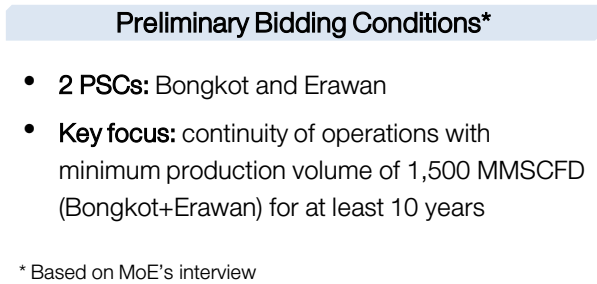 Preliminary Bidding Conditions*
• 2 PSCs: Bongkot and Erawan
• Key focus: continuity of operations with
minimum production volume of 1,500 MMSCFD
(Bongkot+Erawan) for at least 10 years
* Based on MoE's interview